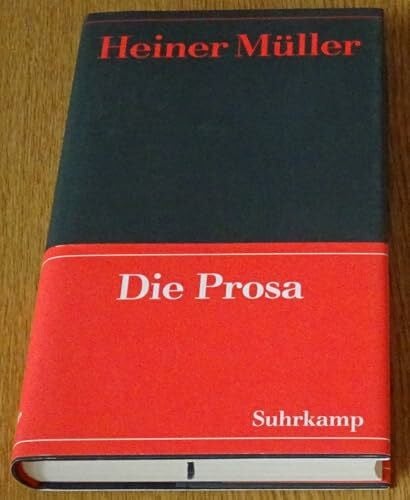 Heiner Müller
Die Prosa
Suhrkamp